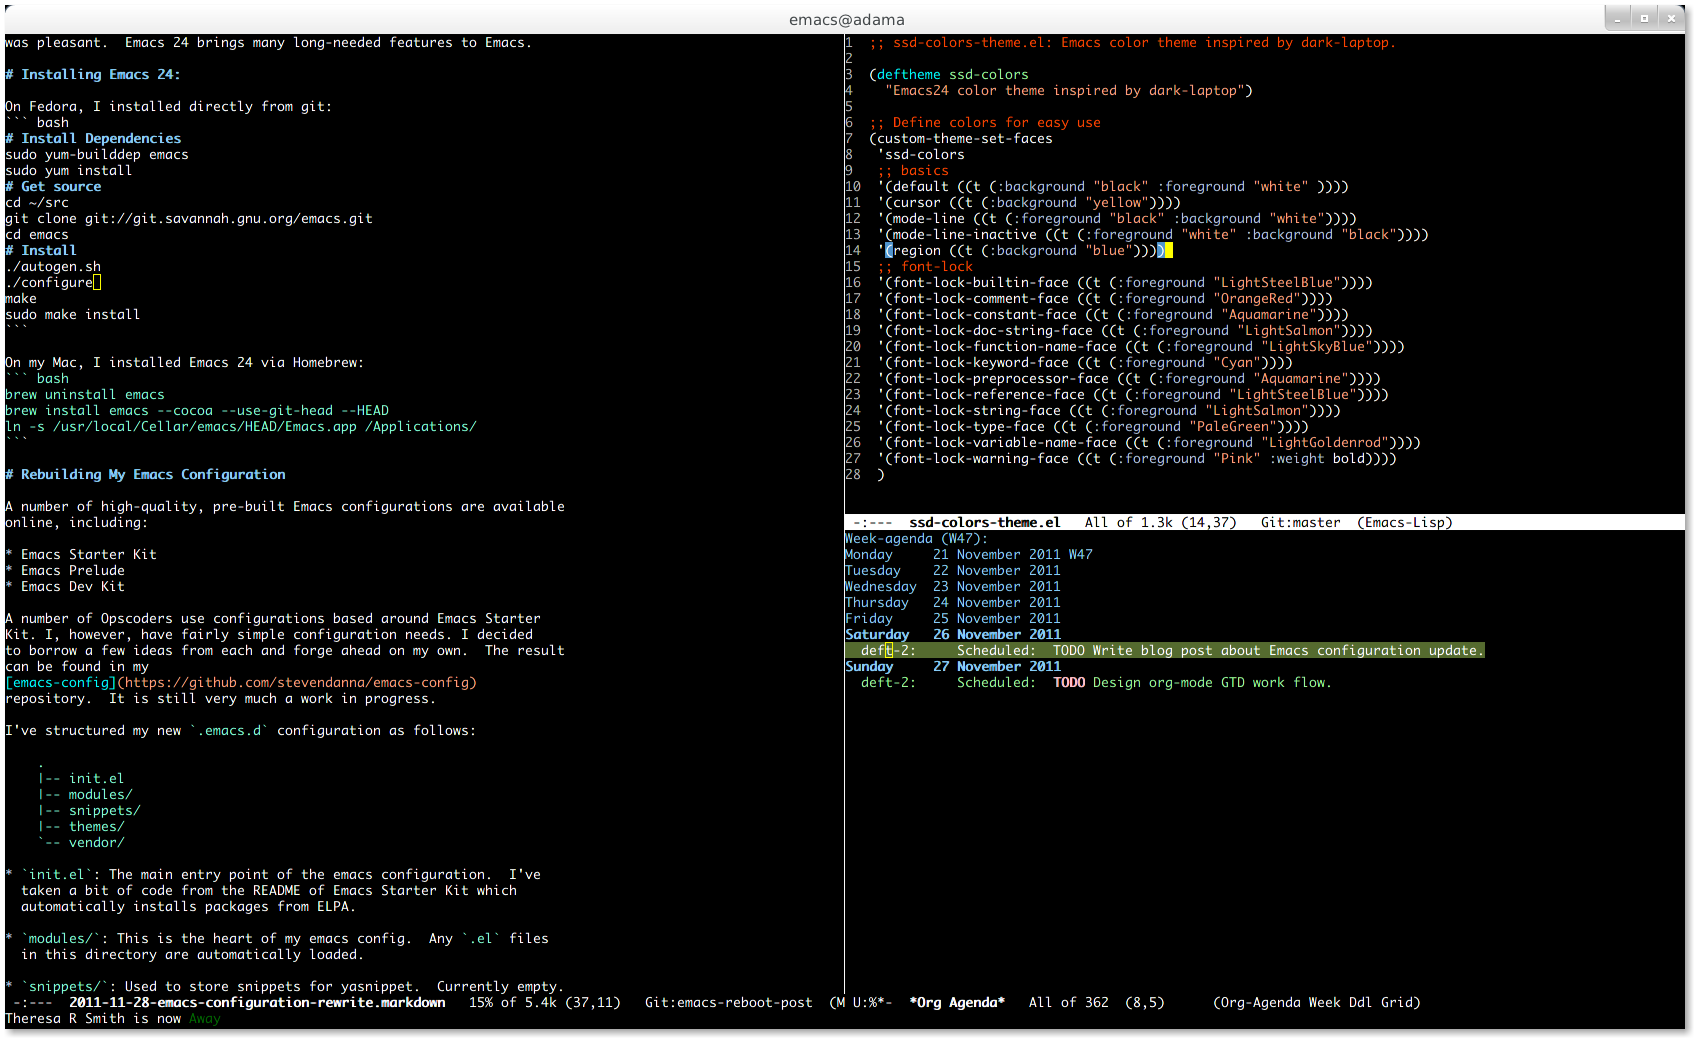 emacs@adama
was pleasant.  Emacs 24 brings many long-needed features to Emacs.
# Installing Emacs 24:
On Fedora, I installed directly from git:
``` bash
# Install Dependencies
sudo yum-builddep emacs
sudo yum install
# Get source
cd ~/src
git clone git://git.savannah.gnu.org/emacs.git
cd emacs
# Install
./autogen.sh
./configure
make
sudo make install
```
On my Mac, I installed Emacs 24 via Homebrew:
``` bash
brew uninstall emacs
brew install emacs --cocoa --use-git-head --HEAD
ln -s /usr/local/Cellar/emacs/HEAD/Emacs.app /Applications/
```
# Rebuilding My Emacs Configuration
A number of high-quality, pre-built Emacs configurations are available
online, including:
* Emacs Starter Kit
* Emacs Prelude
* Emacs Dev Kit
A number of Opscoders use configurations based around Emacs Starter
Kit. I, however, have fairly simple configuration needs. I decided
to borrow a few ideas from each and forge ahead on my own.  The result
can be found in my
[emacs-config](https://github.com/stevendanna/emacs-config)
repository.  It is still very much a work in progress.
I've structured my new `.emacs.d` configuration as follows:
.
|-- init.el
|-- modules/
|-- snippets/
|-- themes/
`-- vendor/
* `init.el`: The main entry point of the emacs configuration.  I've
taken a bit of code from the README of Emacs Starter Kit which
automatically installs packages from ELPA.
* `modules/`: This is the heart of my emacs config.  Any `.el` files
in this directory are automatically loaded.
* `snippets/`: Used to store snippets for yasnippet.  Currently empty.
-:---  2011-11-28-emacs-configuration-rewrite.markdown   15% of 5.4k (37,11)   Git:emacs-reboot-post  (M
1 ;; ssd-colors-theme.el: Emacs color theme inspired by dark-laptop.
2
3 (deftheme ssd-colors
4 "Emacs24 color theme inspired by dark-laptop")
5
6 ;; Define colors for easy use
7 (custom-theme-set-faces
8 'ssd-colors
9 ;; basics
10 '(default ((t (:background "black" :foreground "white" ))))
11 '(cursor ((t (:background "yellow"))))
12 '(mode-line ((t (:foreground "black" :background "white"))))
13 '(mode-line-inactive ((t (:foreground "white" :background "black"))))
14 '(region ((t (:background "blue"))))
15 ;; font-lock
16 '(font-lock-builtin-face ((t (:foreground "LightSteelBlue"))))
17 '(font-lock-comment-face ((t (:foreground "OrangeRed"))))
18 '(font-lock-constant-face ((t (:foreground "Aquamarine"))))
19 '(font-lock-doc-string-face ((t (:foreground "LightSalmon"))))
20 '(font-lock-function-name-face ((t (:foreground "LightSkyBlue"))))
21 '(font-lock-keyword-face ((t (:foreground "Cyan"))))
22 '(font-lock-preprocessor-face ((t (:foreground "Aquamarine"))))
23 '(font-lock-reference-face ((t (:foreground "LightSteelBlue"))))
24 '(font-lock-string-face ((t (:foreground "LightSalmon"))))
25 '(font-lock-type-face ((t (:foreground "PaleGreen"))))
26 '(font-lock-variable-name-face ((t (:foreground "LightGoldenrod"))))
27 '(font-lock-warning-face ((t (:foreground "Pink" :weight bold))))
28 )
-:---  ssd-colors-theme.el   All of 1.3k (14,37)   Git:master  (Emacs-Lisp)
Week-agenda (W47):
Monday     21 November 2011 W47
Tuesday    22 November 2011
Wednesday  23 November 2011
Thursday   24 November 2011
Friday     25 November 2011
Saturday   26 November 2011
deft-2:     Scheduled:  TODO Write blog post about Emacs configuration update.
Sunday     27 November 2011
deft-2:     Scheduled:  TODO Design org-mode GTD work flow.
U:%*-  *Org Agenda*   All of 362  (8,5)      (Org-Agenda Week Ddl Grid)
Theresa R Smith is now Away